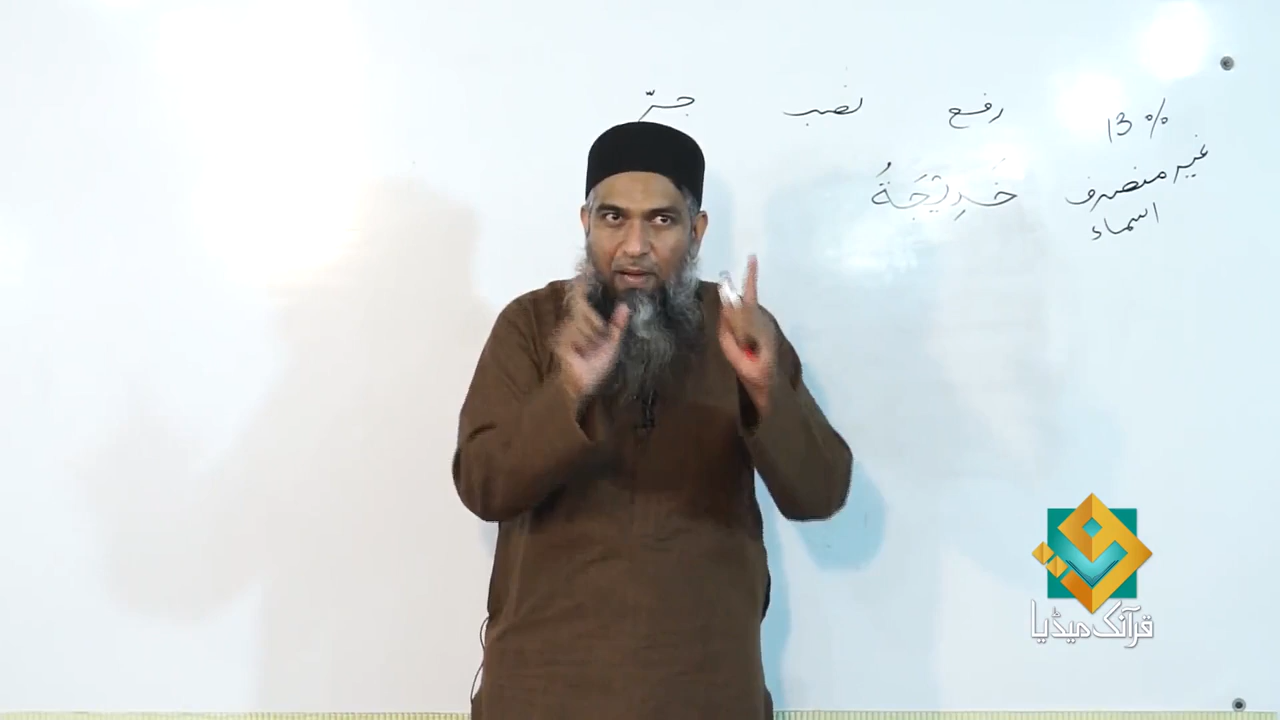 13% رفع نصب جرّ
غیر منصرف خَدِيْجَةُ
اسماء
قرآنک میڈیا